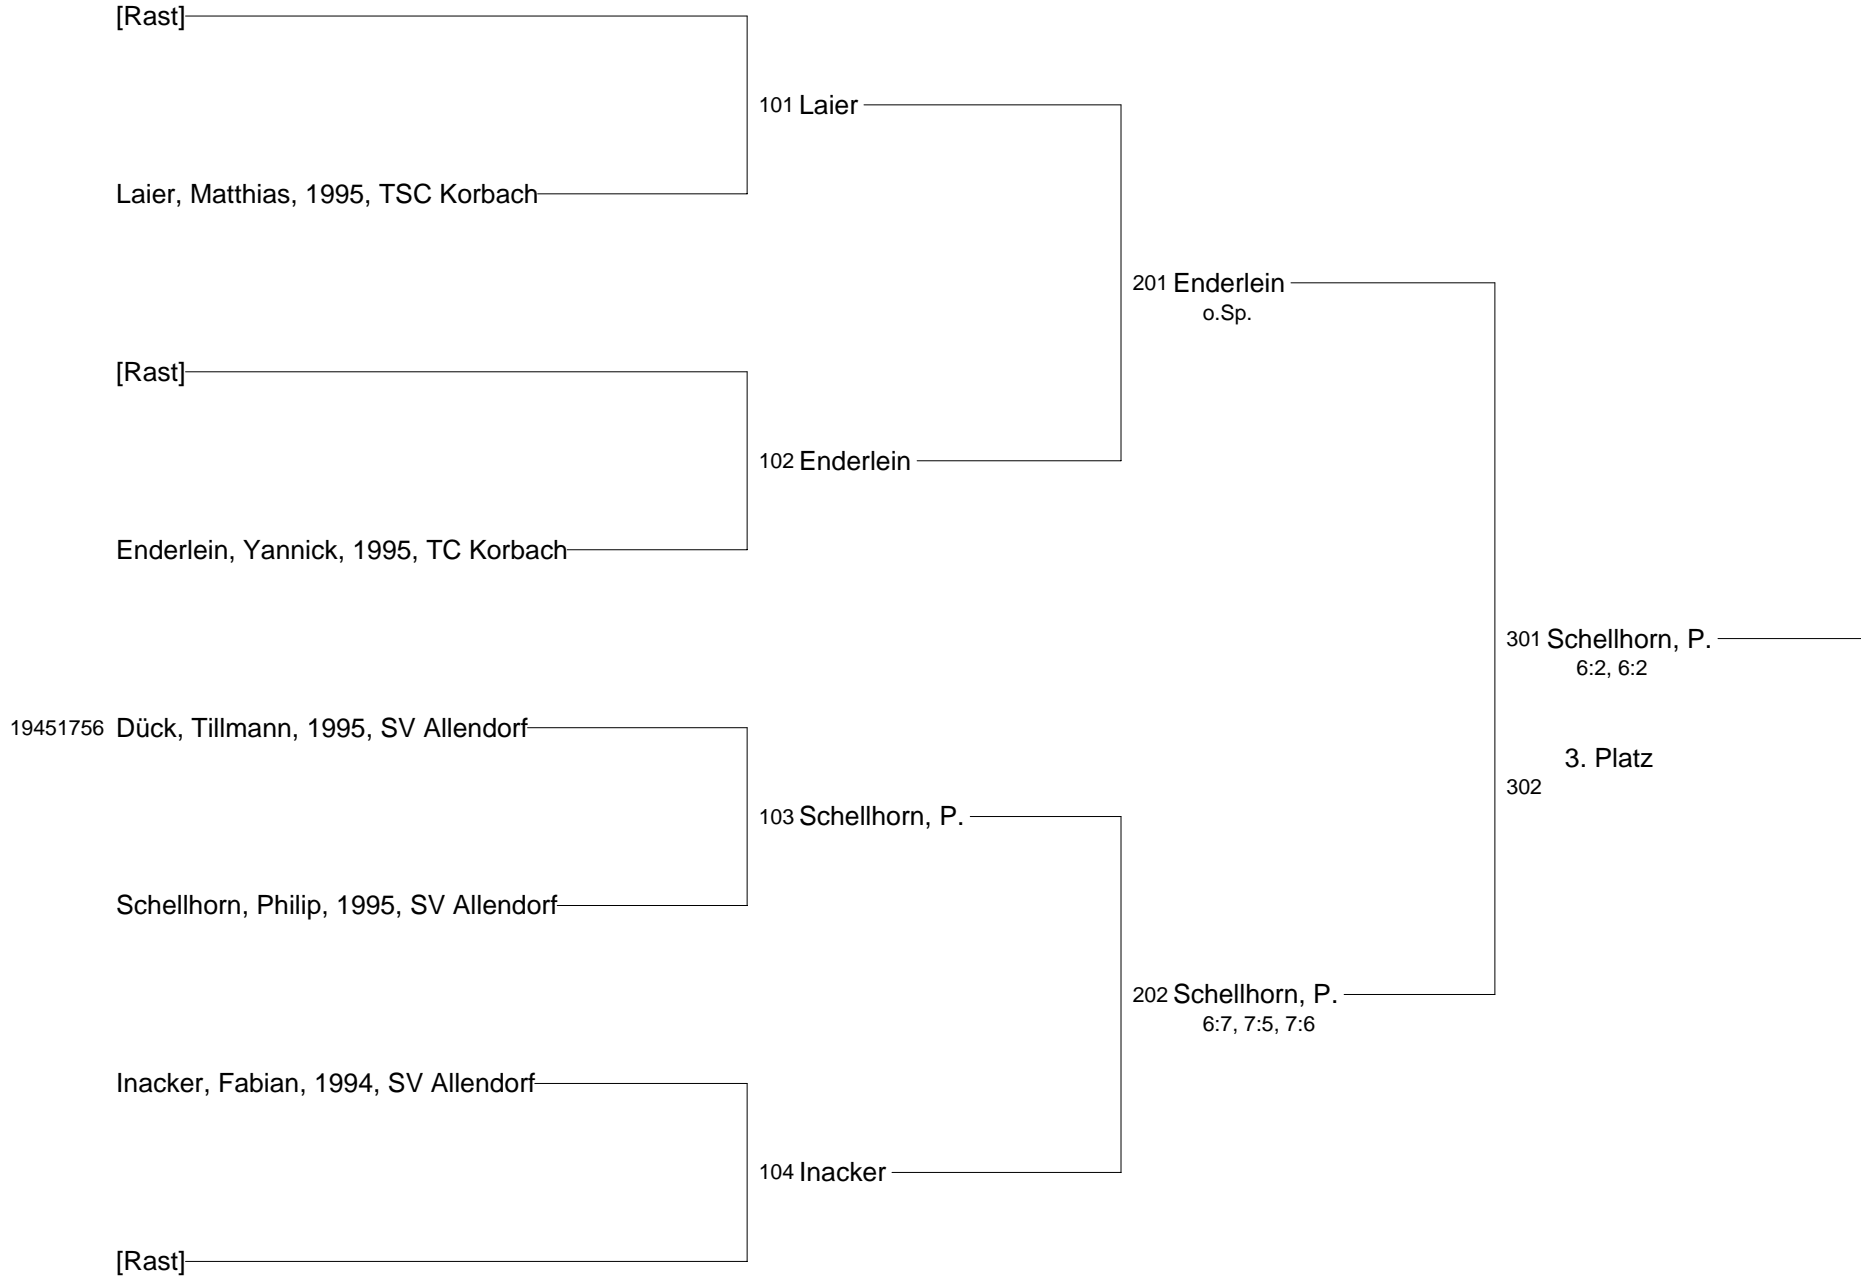 [Rast]
101 Laier
Laier, Matthias, 1995, TSC Korbach
201 Enderlein
o.Sp.
[Rast]
102 Enderlein
Enderlein, Yannick, 1995, TC Korbach
301 Schellhorn, P.
6:2, 6:2
19451756 Dück, Tillmann, 1995, SV Allendorf
3. Platz
302
103 Schellhorn, P.
Schellhorn, Philip, 1995, SV Allendorf
202 Schellhorn, P.
6:7, 7:5, 7:6
Inacker, Fabian, 1994, SV Allendorf
104 Inacker
[Rast]